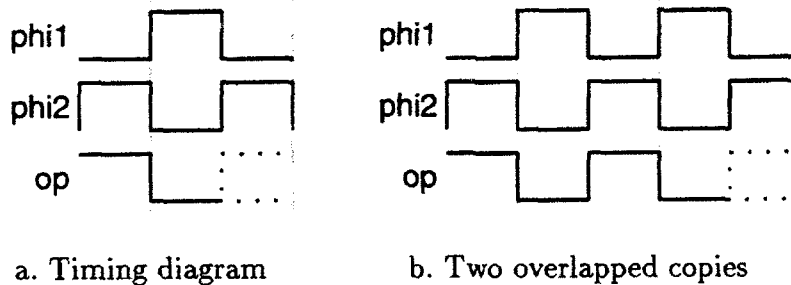 phi1
phi2
op
phi1
phi2
op
a. Timing diagram
b. Two overlapped copies